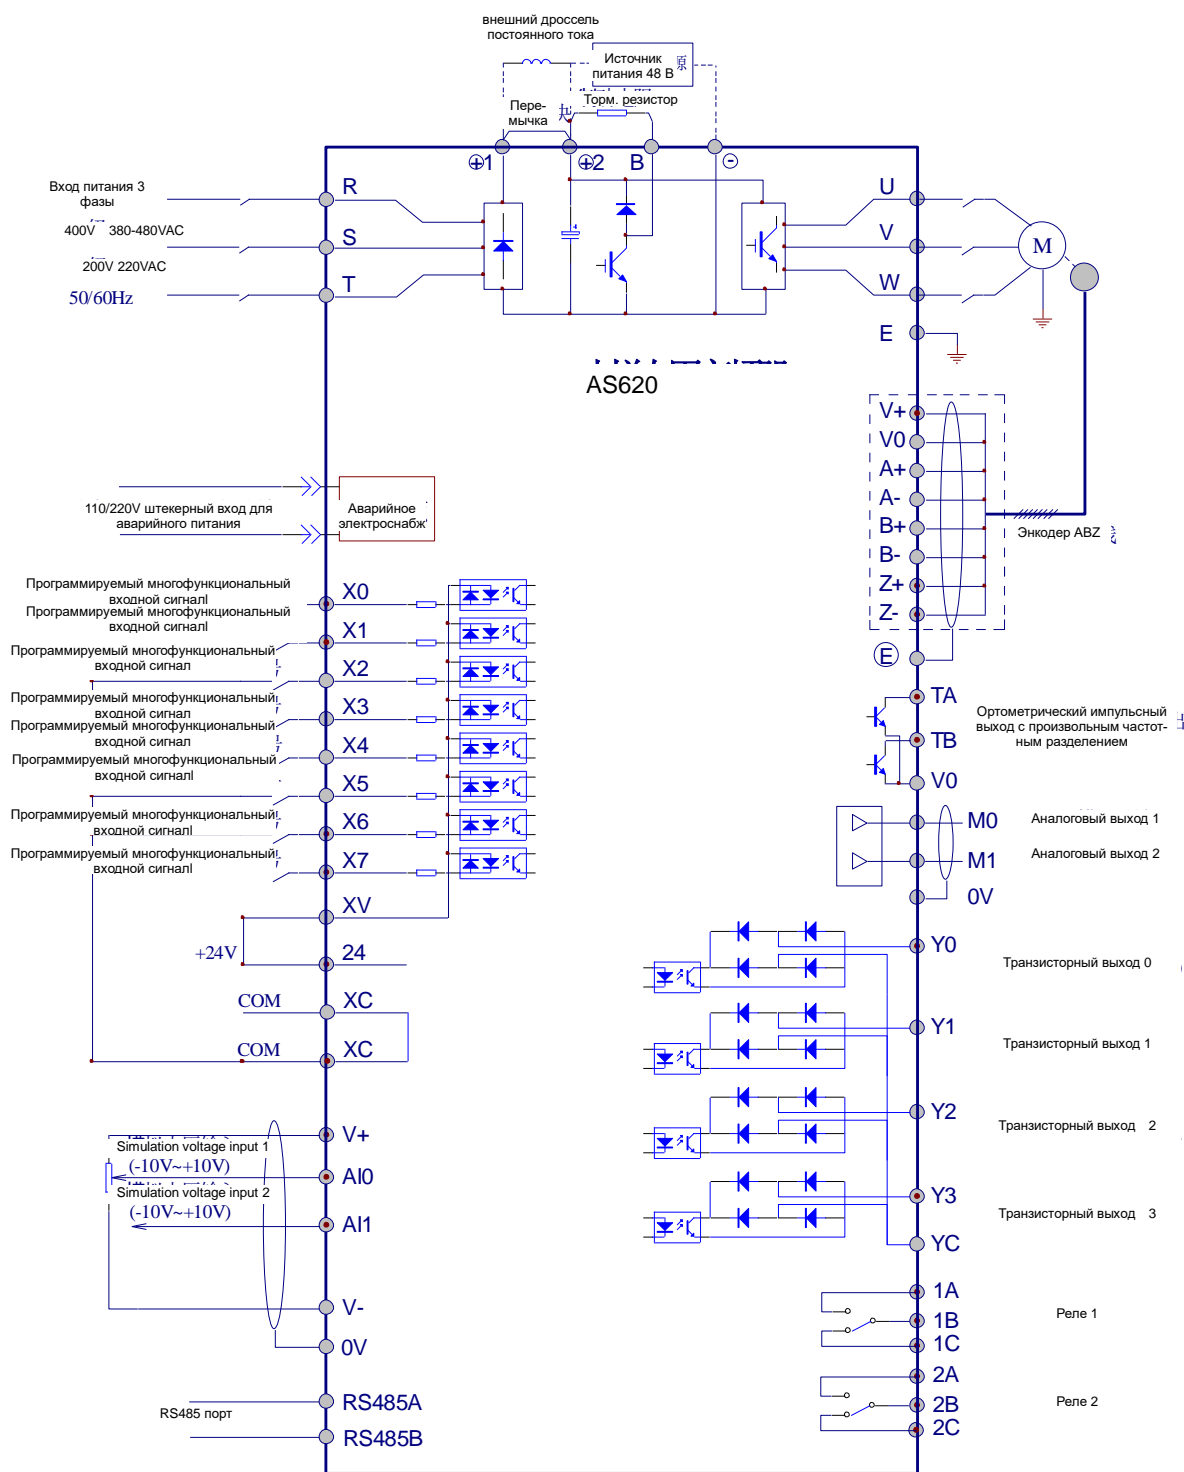 внешний дроссель
постоянного тока
Источник
питания 48 В
源
Торм. резистор
Пере-
мычка
+1
+2
B
-
Вход питания 3
фазы
400V 380-480VAC
200V 220VAC
50/60Hz
R
S
T
U
V
W
M
E
AS620
V+
V0
A+
A-
B+
B-
Z+
Z-
E
Энкодер ABZ
110/220V штекерный вход для
аварийного питания
Аварийное
электроснабж
Программируемый многофункциональный
входной сигналl
X0
Программируемый многофункциональный
входной сигналl
X1
Программируемый многофункциональный
входной сигнал
X2
Программируемый многофункциональный
входной сигнал
X3
Программируемый многофункциональный
входной сигнал
X4
Программируемый многофункциональный
входной сигналl
X5
Программируемый многофункциональный
входной сигналl
X6
Программируемый многофункциональный
входной сигналl
X7
XV
+24V
24
COM
XC
COM
XC
TA
TB
V0
Ортометрический импульсный
выход с произвольным частот-
ным разделением
M0
Аналоговый выход 1
M1
Аналоговый выход 2
0V
Y0
Транзисторный выход 0
Y1
Транзисторный выход 1
Y2
Транзисторный выход 2
Y3
Транзисторный выход 3
YC
V+
Simulation voltage input 1
(-10V~+10V)
AI0
Simulation voltage input 2
(-10V~+10V)
AI1
V-
0V
1A
1B
1C
Реле 1
2A
2B
2C
Реле 2
RS485 порт
RS485A
RS485B